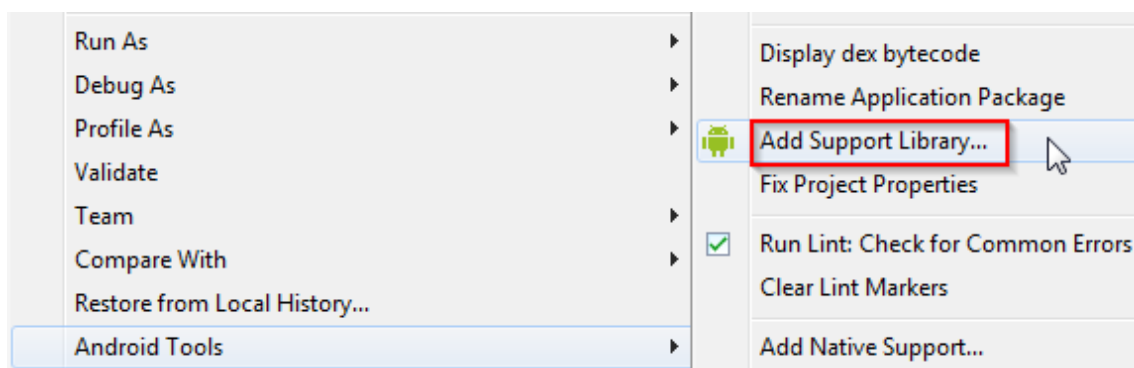 Run As
Debug As
Profile As
Validate
Team
Compare With
Restore from Local History...
Android Tools
Display dex bytecode
Rename Application Package
Add Support Library...
Fix Project Properties
Run Lint: Check for Common Errors
Clear Lint Markers
Add Native Support...